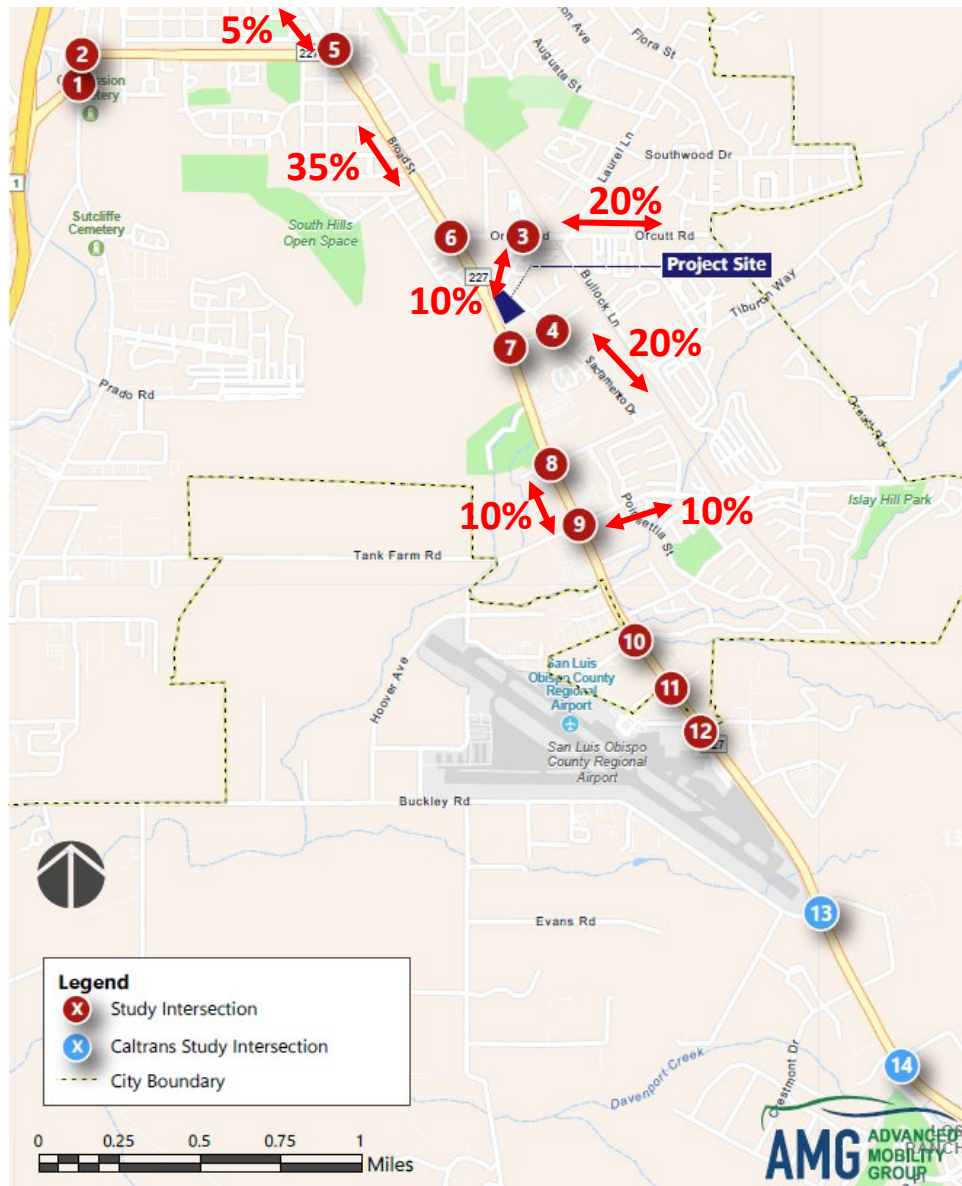 5%
227
5
2
1
Augusta St
Flora St
Laurel Ln
Southwood Dr
Broad St
35%
20%
1
Sutcliffe
Cemetery
South Hills
Open Space
6
3
Orcutt Rd
227
Project Site
10%
Bullock Ln
Tiburon Way
4
7
20%
Sacramento Dr
Prado Rd
Orcutt Rd
8
Islay Hill Park
10%
9
10%
Poinsettia St
Tank Farm Rd
10
San Luis
Obispo County
Regional
Airport
11
Hoover Ave
12
San Luis Obispo
County Regional
Airport
Buckley Rd
13
Evans Rd
Legend
X Study Intersection
X Caltrans Study Intersection
City Boundary
14
Davenport Creek
Crestmont Dr
0 0.25 0.5 0.75 1
Miles
AMG ADVANCED
MOBILITY
GROUP